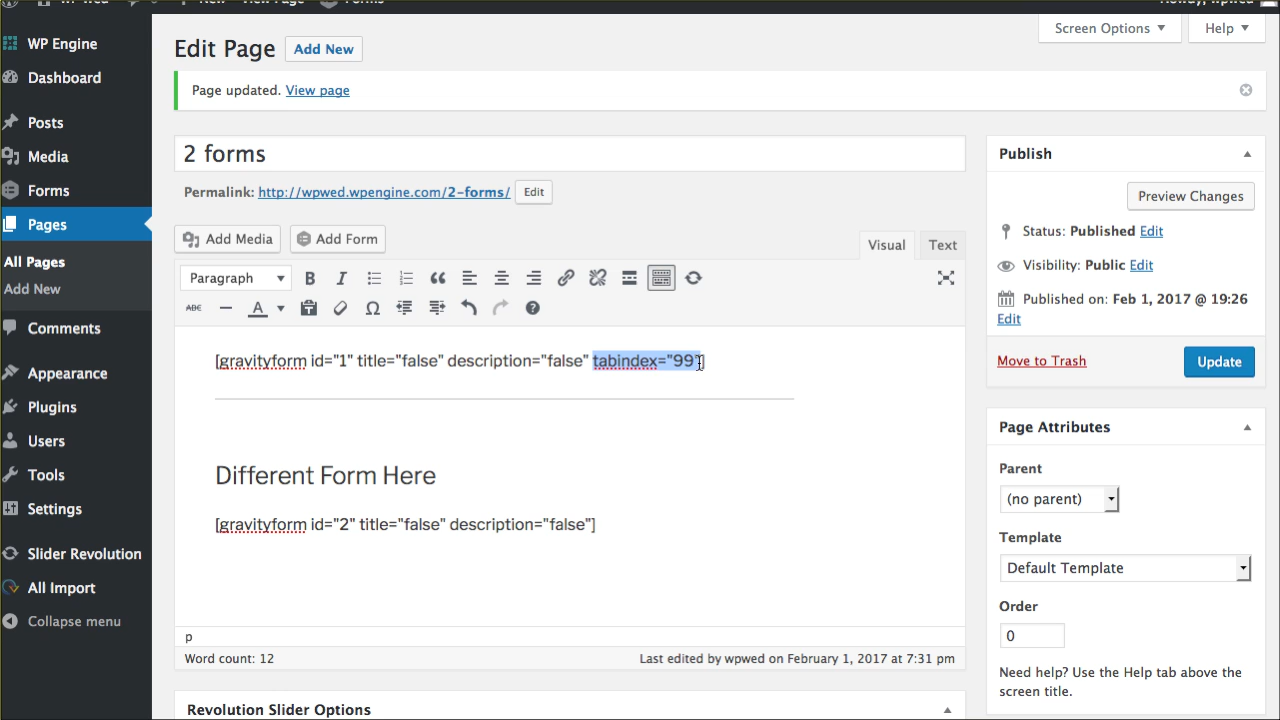 WP Engine
Dashboard
Posts
Media
Forms
Pages
All Pages
Add New
Comments
Appearance
Plugins
Users
Tools
Settings
Slider Revolution
All Import
Collapse menu
Screen Options
Help
Edit Page
Add New
Page updated. View page
2 forms
Permalink: http://wpwed.wpengine.com/2-forms/ Edit
Add Media
Add Form
Visual
Text
Paragraph
B I
ABC A Ω
[gravityform id="1" title="false" description="false" tabindex="99"]
Different Form Here
[gravityform id="2" title="false" description="false"]
p
Word count: 12
Last edited by wpwed on February 1, 2017 at 7:31 pm
Revolution Slider Options
Publish
Preview Changes
Status: Published Edit
Visibility: Public Edit
Published on: Feb 1, 2017 @ 19:26
Edit
Move to Trash
Update
Page Attributes
Parent
(no parent)
Template
Default Template
Order
0
Need help? Use the Help tab above the
screen title.